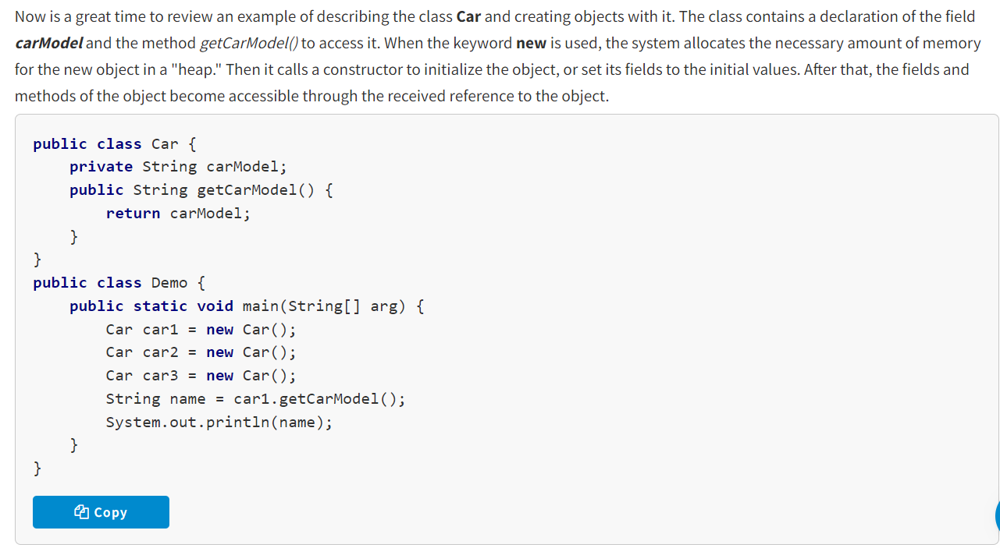 Now is a great time to review an example of describing the class Car and creating objects with it. The class contains a declaration of the field
carModel and the method getCarModel() to access it. When the keyword new is used, the system allocates the necessary amount of memory
for the new object in a "heap." Then it calls a constructor to initialize the object, or set its fields to the initial values. After that, the fields and
methods of the object become accessible through the received reference to the object.
public class Car {
    private String carModel;
    public String getCarModel() {
        return carModel;
    }
}
public class Demo {
    public static void main(String[] arg) {
        Car car1 = new Car();
        Car car2 = new Car();
        Car car3 = new Car();
        String name = car1.getCarModel();
        System.out.println(name);
    }
}
Copy